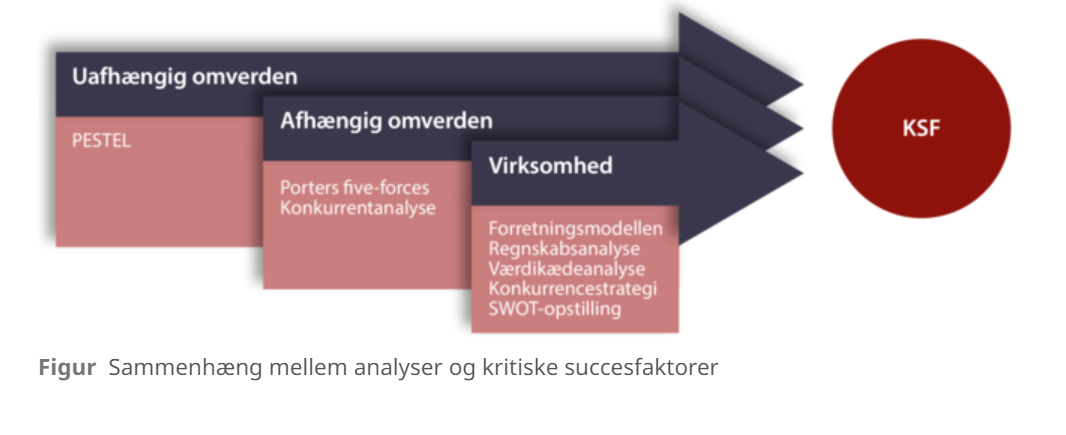 Uafhængig omverden
PESTEL
Afhængig omverden
Porters five-forces
Konkurrentanalyse
Virksomhed
Forretningsmodellen
Regnskabsanalyse
Værdikædeanalyse
Konkurrencestrategi
SWOT-opstilling
KSF
Figur Sammenhæng mellem analyser og kritiske succesfaktorer